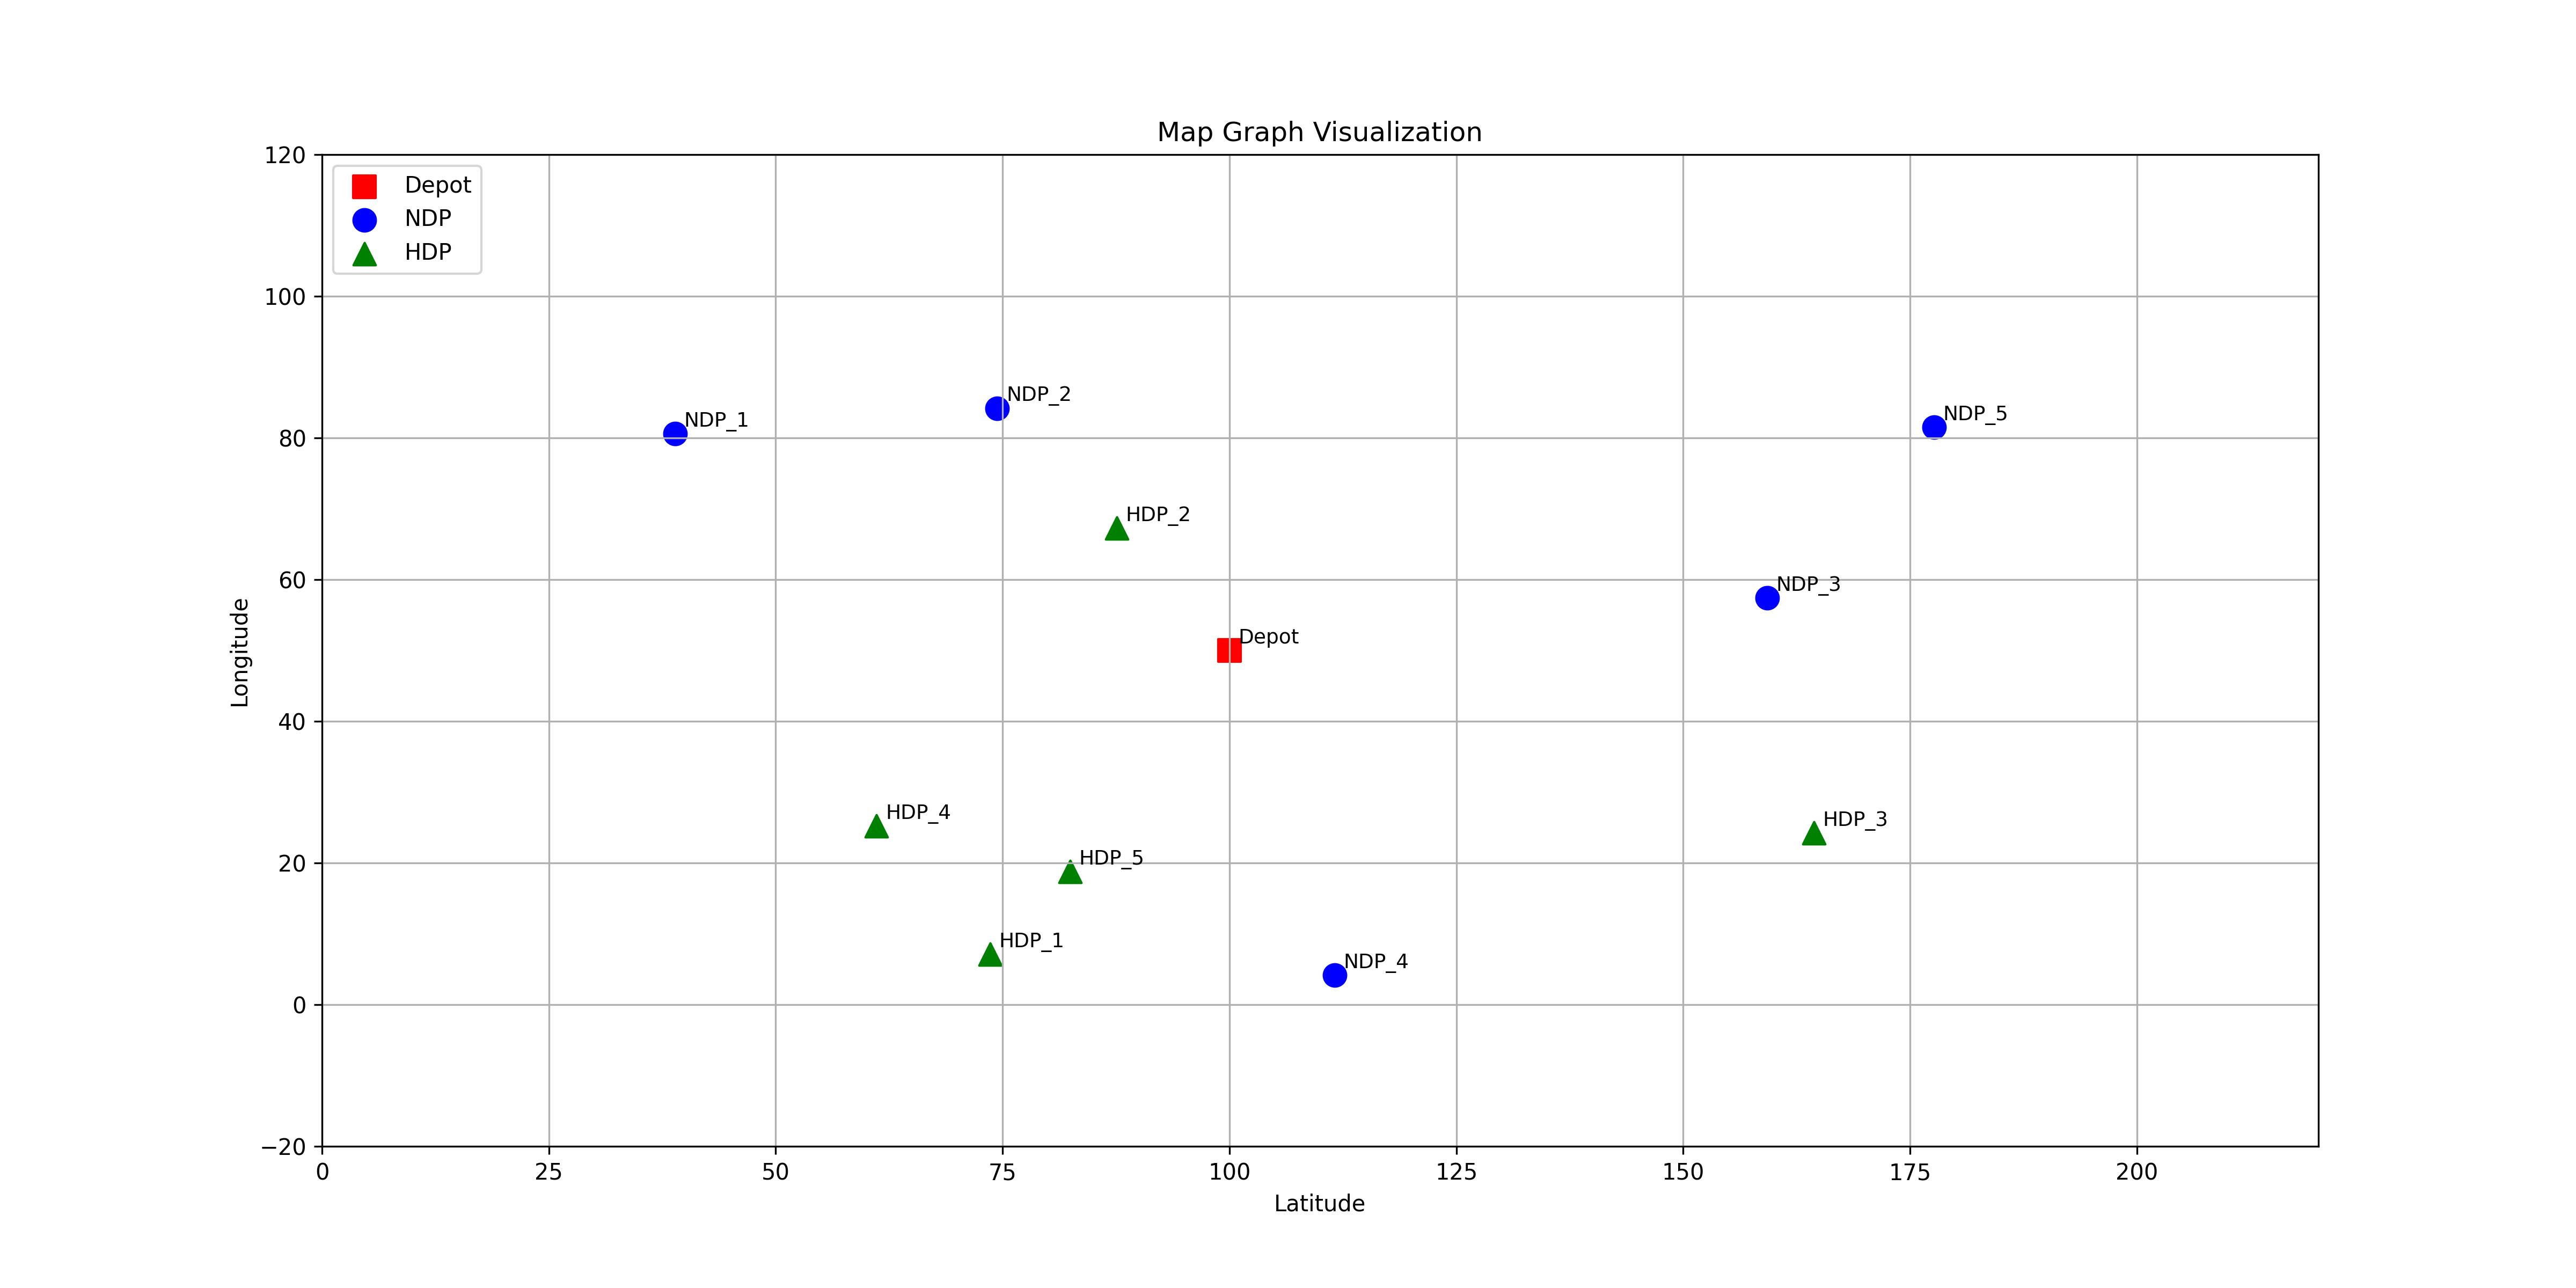 Map Graph Visualization
120
100
80
60
40
20
0
−20
Longitude
Depot
NDP
HDP
NDP_2
NDP_5
NDP_1
HDP_2
NDP_3
Depot
HDP_4
HDP_3
HDP_5
HDP_1
NDP_4
0 25 50 75 100 125 150 175 200
Latitude